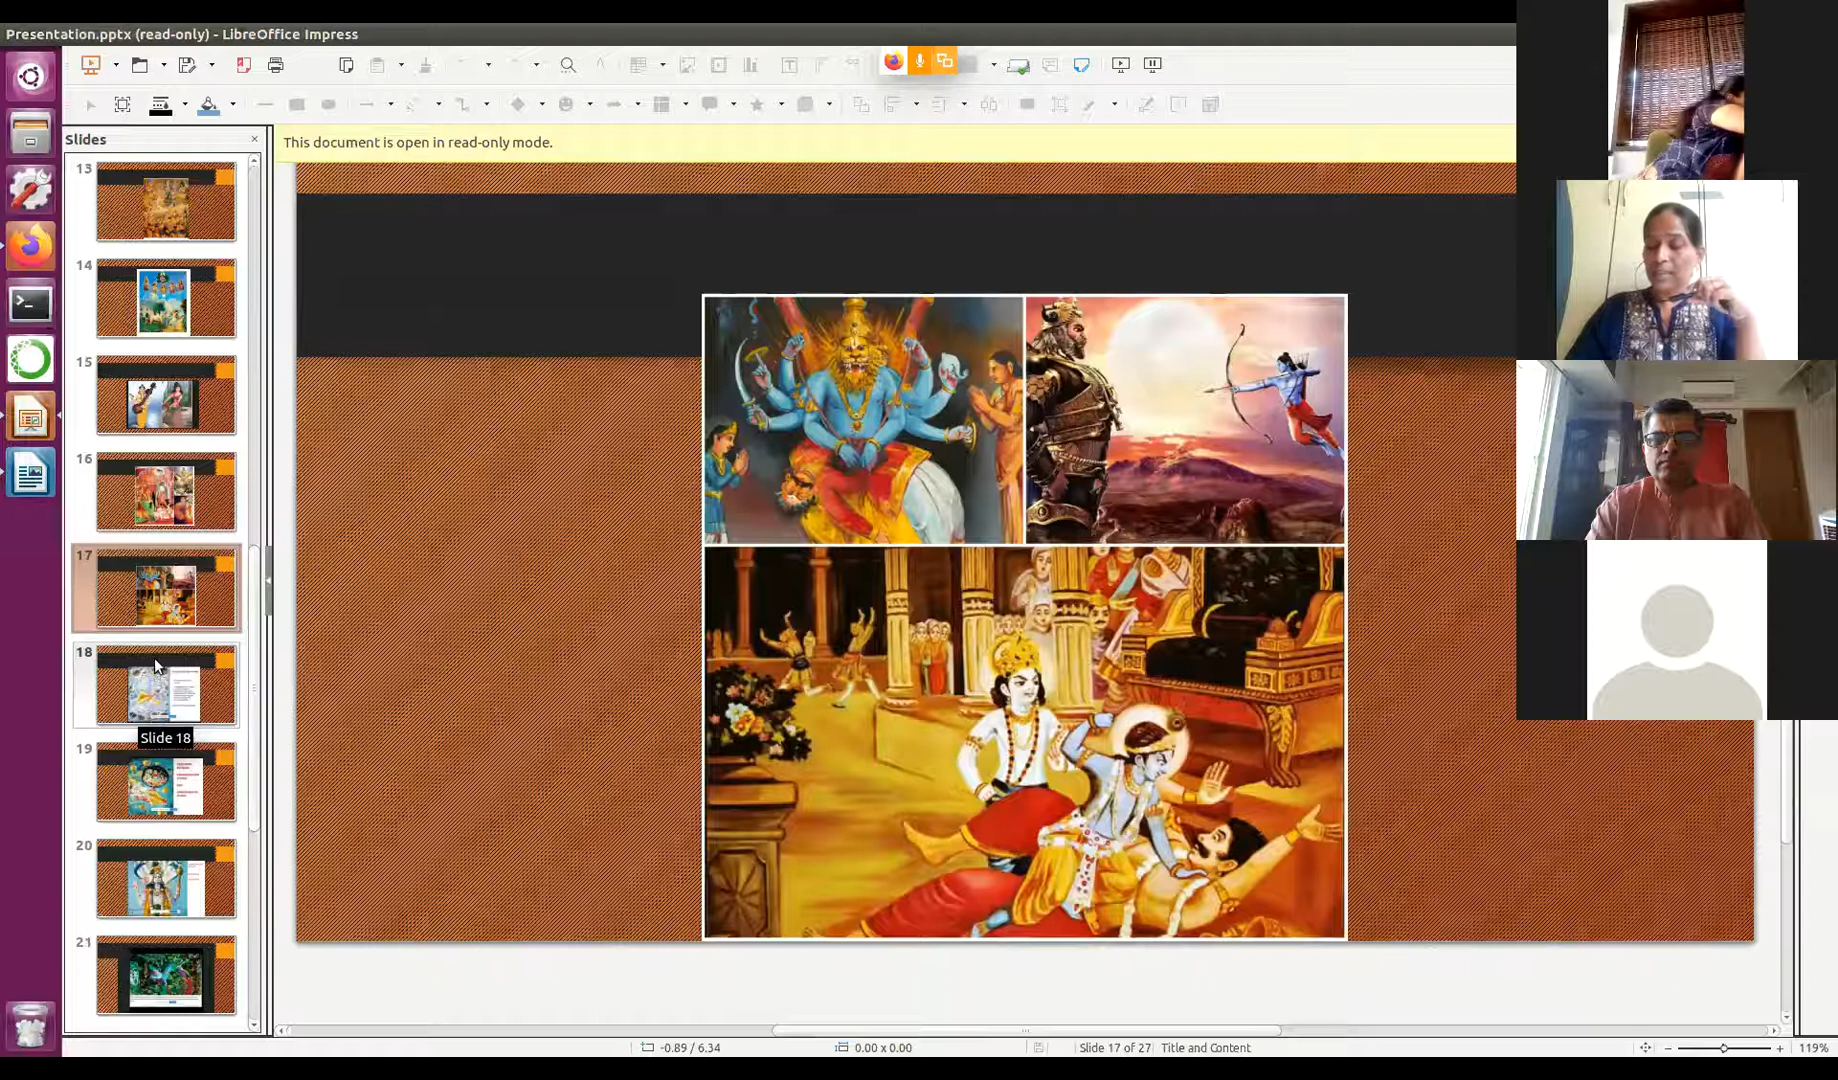 Presentation.pptx (read-only) - LibreOffice Impress
This document is open in read-only mode.
Slides
13
14
15
16
17
18
Slide 18
19
20
21
-0.89 / 6.34
0.00 x 0.00
Slide 17 of 27
Title and Content
119%